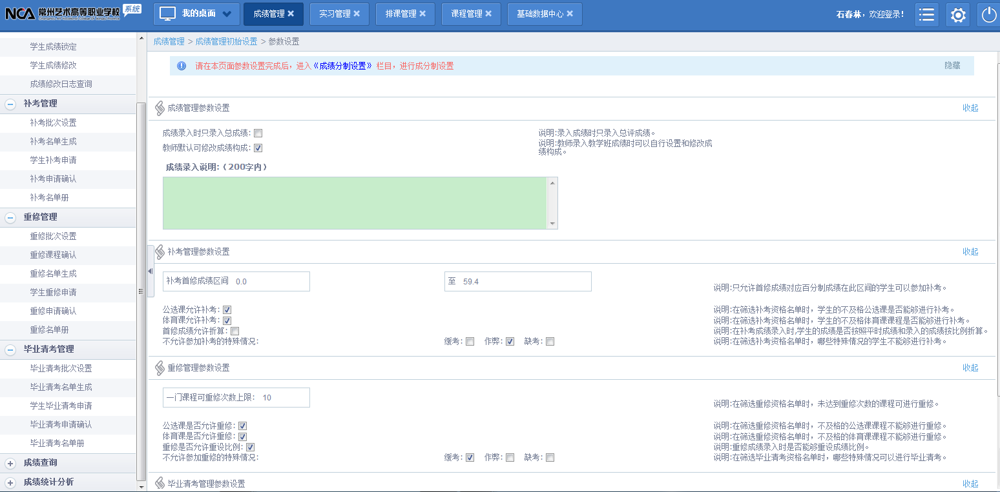 NCA 常州艺术高等职业学校 系统
我的桌面
成绩管理
实习管理
排课管理
课程管理
基础数据中心
石春林，欢迎登录！
学生成绩锁定
学生成绩修改
成绩修改日志查询
补考管理
补考批次设置
补考名单生成
学生补考申请
补考申请确认
补考名单册
重修管理
重修批次设置
重修课程确认
重修名单生成
学生重修申请
重修申请确认
重修名单册
毕业清考管理
毕业清考批次设置
毕业清考名单生成
学生毕业清考申请
毕业清考申请确认
毕业清考名单册
成绩查询
成绩统计分析
成绩管理 > 成绩管理初始设置 > 参数设置
请在本页面参数设置完成后，进入《成绩分制设置》栏目，进行成分制设置 隐藏
成绩管理参数设置 收起
成绩录入时只录入总成绩： 说明:录入成绩时只录入总评成绩。
教师默认可修改成绩构成： 说明:教师录入教学班成绩时可以自行设置和修改成
绩构成。
成绩录入说明:（200字内）
补考管理参数设置 收起
补考首修成绩区间 0.0 至 59.4
说明:只允许首修成绩对应百分制成绩在此区间的学生可以参加补考。
公选课允许补考： 说明:在筛选补考资格名单时，学生的不及格公选课是否能够进行补考。
体育课允许补考： 说明:在筛选补考资格名单时，学生的不及格体育课课程是否能够进行补考。
首修成绩允许折算： 说明:在补考成绩录入时,学生的成绩是否按照平时成绩和录入的成绩按比例折算。
不允许参加补考的特殊情况： 缓考： 作弊： 缺考： 说明:在筛选补考资格名单时，哪些特殊情况的学生不能够进行补考。
重修管理参数设置 收起
一门课程可重修次数上限： 10
说明:在筛选重修资格名单时，未达到重修次数的课程可进行重修。
公选课是否允许重修： 说明:在筛选重修资格名单时，不及格的公选课课程不能够进行重修。
体育课是否允许重修： 说明:在筛选重修资格名单时，不及格的体育课课程不能够进行重修。
重修是否允许重设比例： 说明:重修成绩录入时是否能够重设成绩比例。
不允许参加重修的特殊情况： 缓考： 作弊： 缺考： 说明:在筛选毕业清考资格名单时，哪些特殊情况可以进行毕业清考。
毕业清考管理参数设置 收起